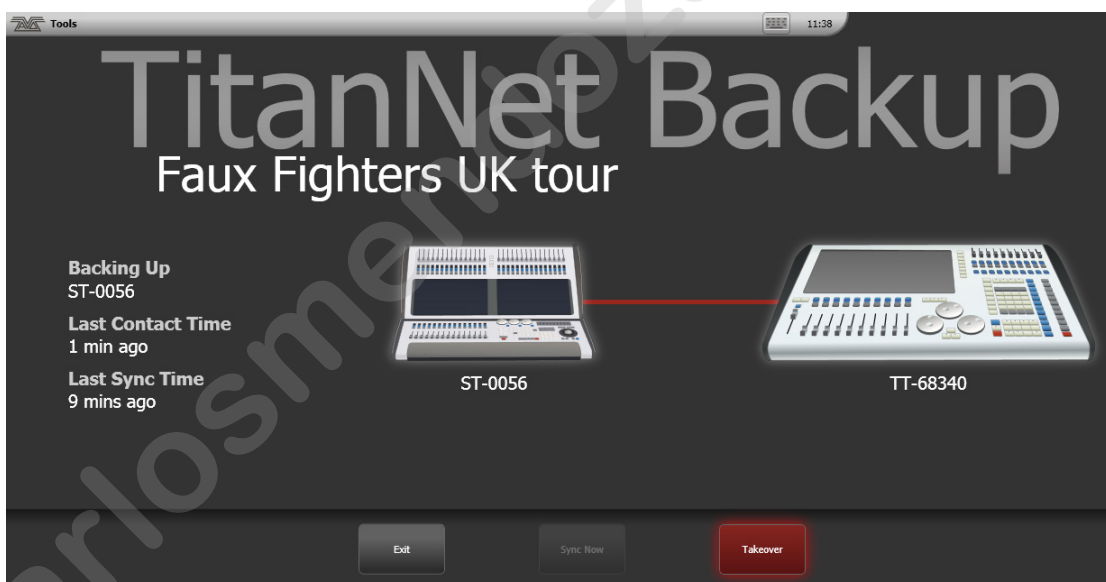 Tools
11:38
TitanNet Backup
Faux Fighters UK tour
Backing Up
ST-0056
Last Contact Time
1 min ago
Last Sync Time
9 mins ago
ST-0056
TT-68340
Exit
Sync Now
Takeover